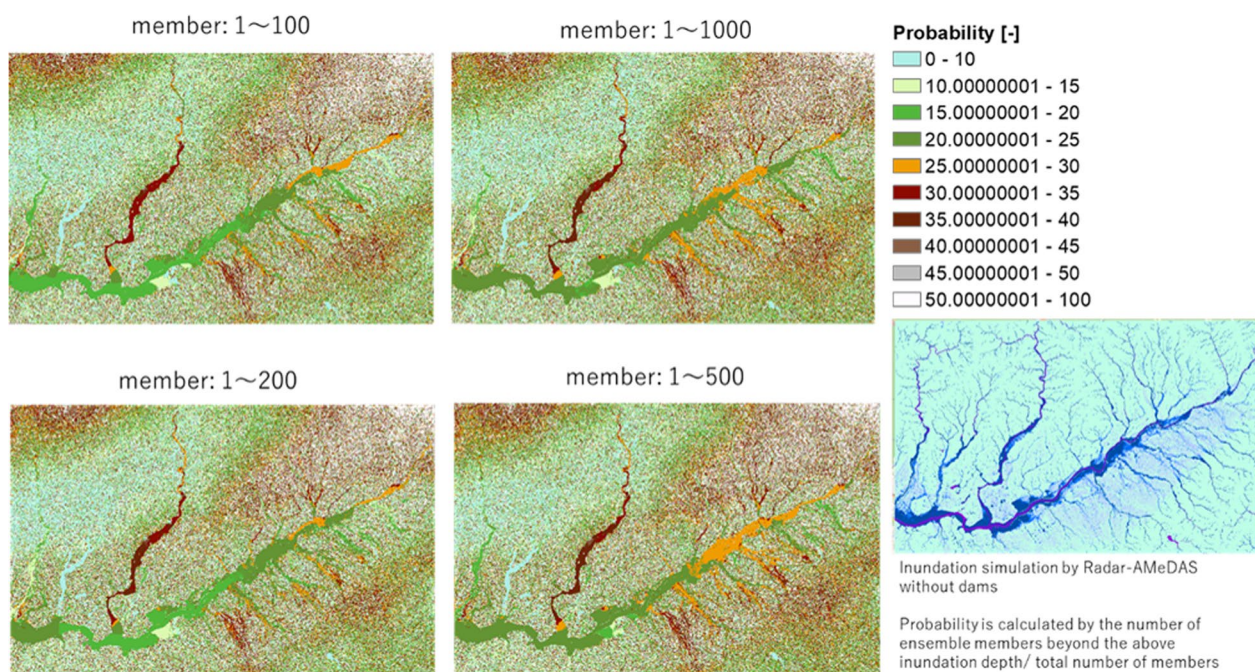 member: 1～100
member: 1～1000
member: 1～200
member: 1～500
Probability [-]
0 - 10
10.00000001 - 15
15.00000001 - 20
20.00000001 - 25
25.00000001 - 30
30.00000001 - 35
35.00000001 - 40
40.00000001 - 45
45.00000001 - 50
50.00000001 - 100
Inundation simulation by Radar-AMeDAS
without dams
Probability is calculated by the number of
ensemble members beyond the above
inundation depth/ total number of members